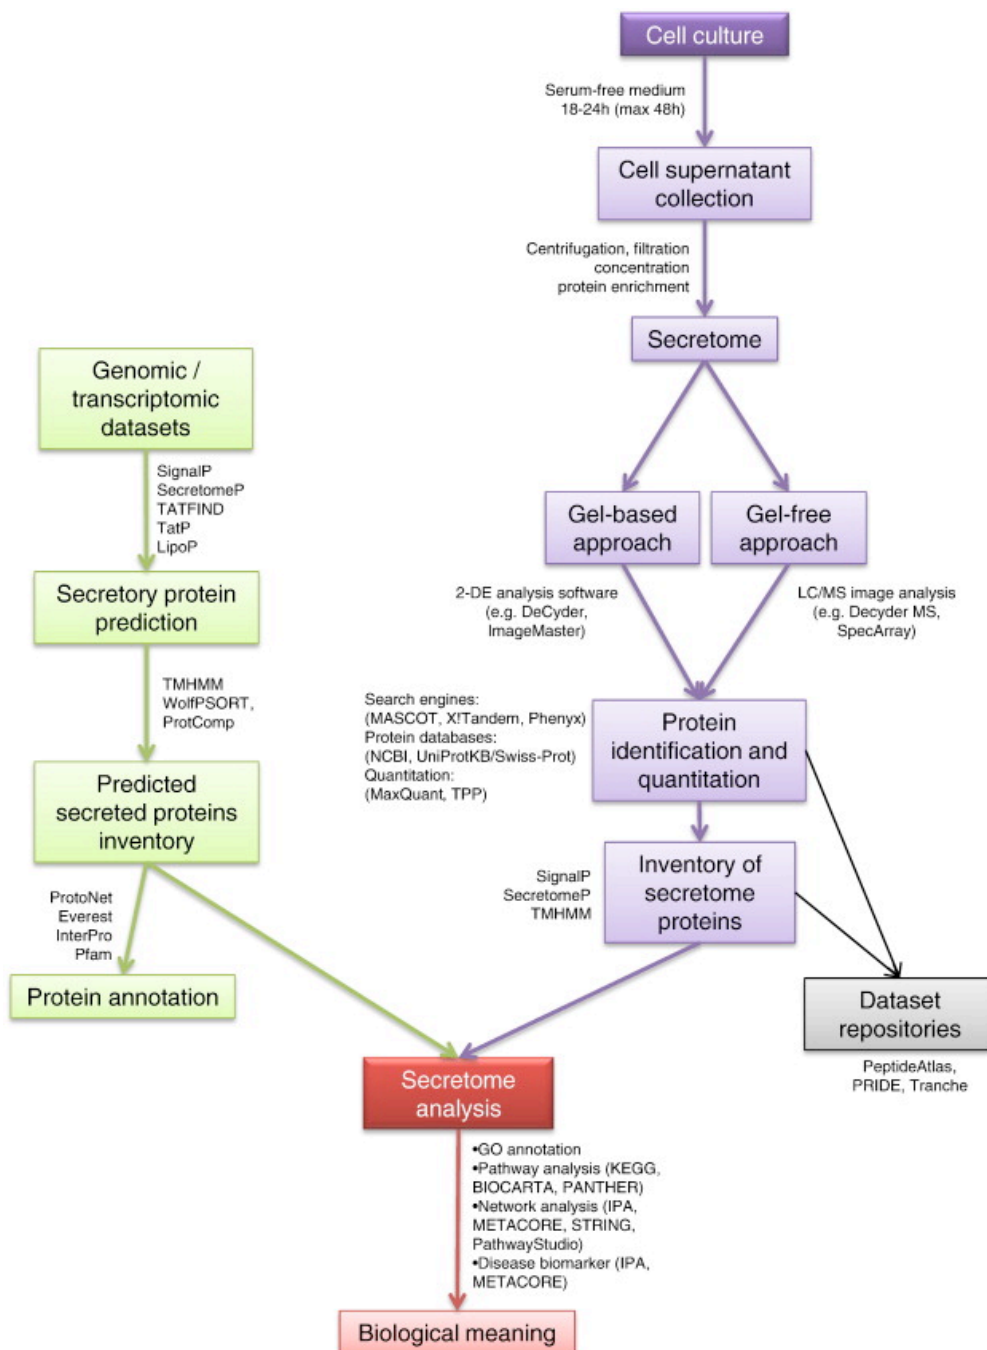 Cell culture
Serum-free medium
18-24h (max 48h)
Cell supernatant
collection
Centrifugation, filtration
concentration
protein enrichment
Secretome
Genomic /
transcriptomic
datasets
SignalP
SecretomeP
TATFIND
TatP
LipoP
Gel-based
approach
Gel-free
approach
Secretory protein
prediction
2-DE analysis software
(e.g. DeCyder,
ImageMaster)
LC/MS image analysis
(e.g. Decyder MS,
SpecArray)
TMHMM
WolfPSORT,
ProtComp
Search engines:
(MASCOT, X!Tandem, Phenyx)
Protein databases:
(NCBI, UniProtKB/Swiss-Prot)
Quantitation:
(MaxQuant, TPP)
Protein
identification and
quantitation
Predicted
secreted proteins
inventory
SignalP
SecretomeP
TMHMM
Inventory of
secretome
proteins
ProtoNet
Everest
InterPro
Pfam
Protein annotation
Dataset
repositories
PeptideAtlas,
PRIDE, Tranche
Secretome
analysis
•GO annotation
•Pathway analysis (KEGG,
BIOCARTA, PANTHER)
•Network analysis (IPA,
METACORE, STRING,
PathwayStudio)
•Disease biomarker (IPA,
METACORE)
Biological meaning